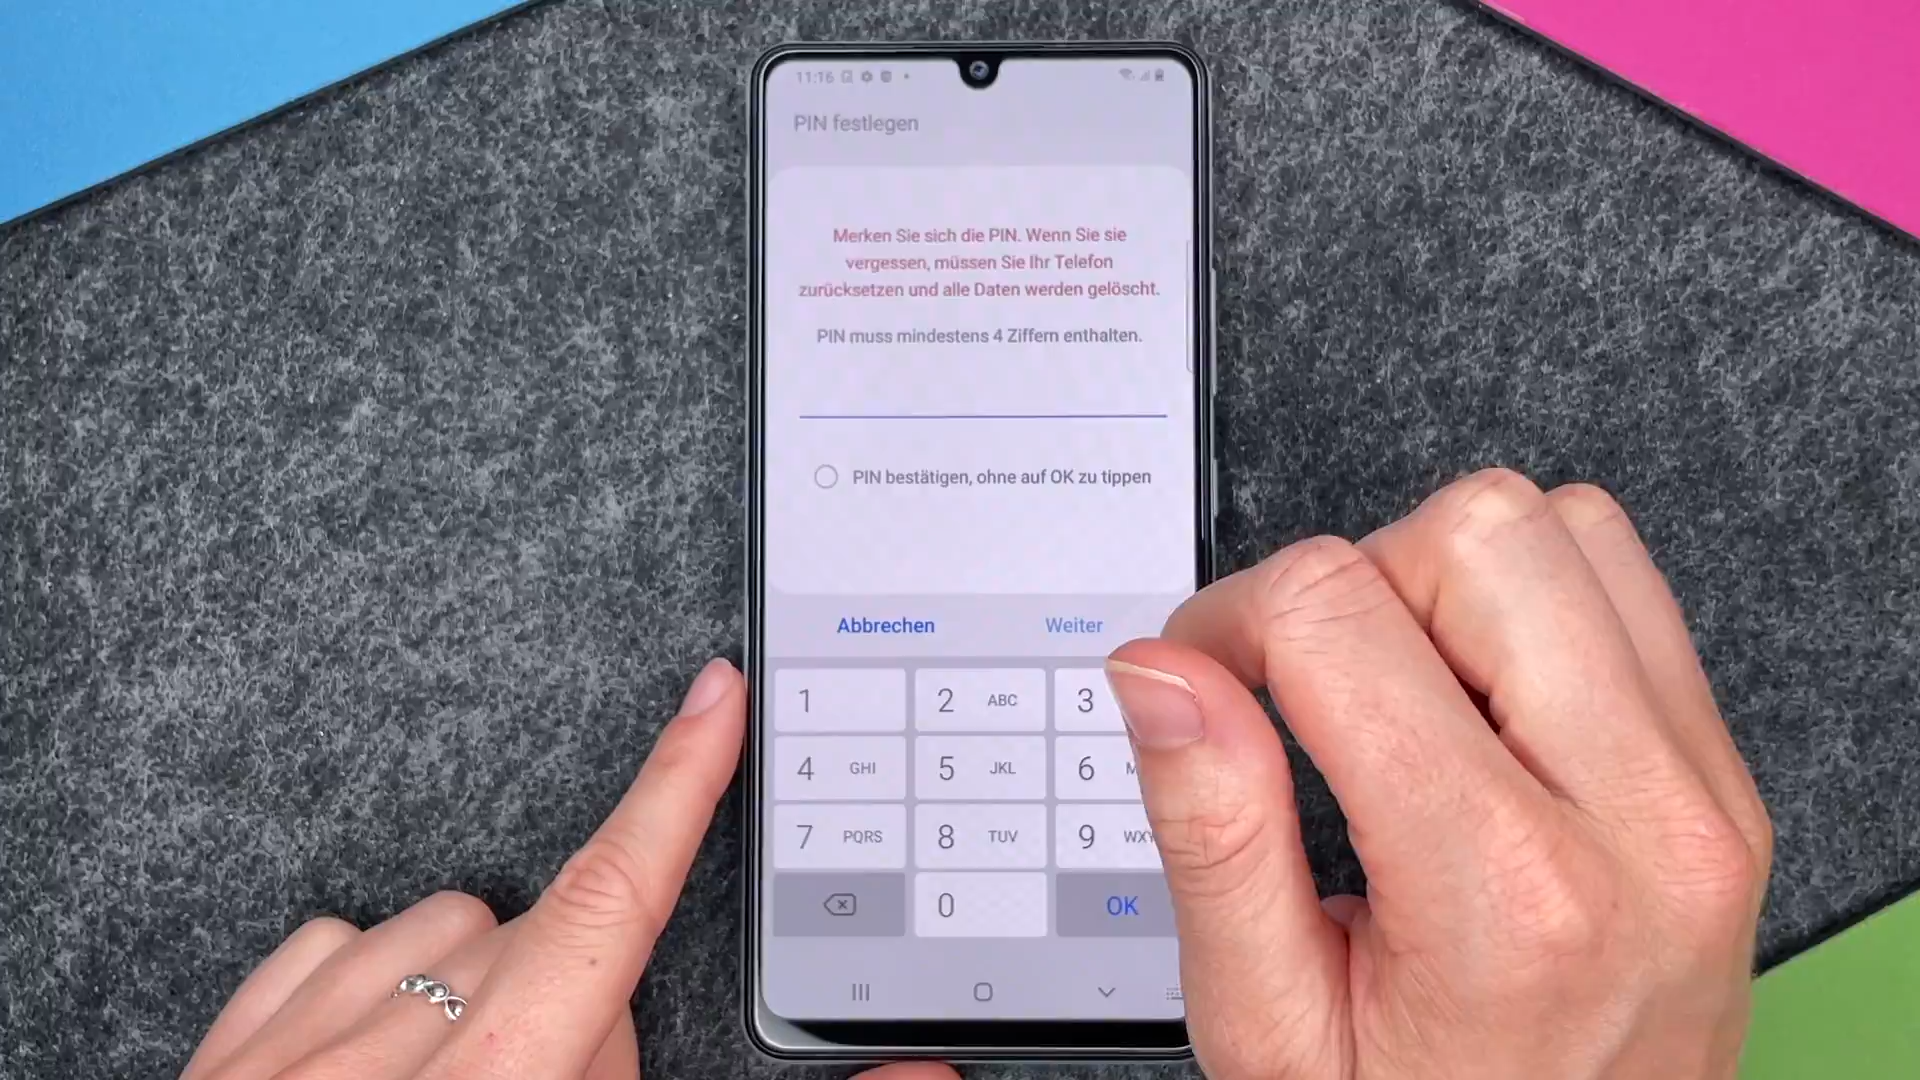 11:16
PIN festlegen
Merken Sie sich die PIN. Wenn Sie sie
vergessen, müssen Sie Ihr Telefon
zurücksetzen und alle Daten werden gelöscht.
PIN muss mindestens 4 Ziffern enthalten.
PIN bestätigen, ohne auf OK zu tippen
Abbrechen Weiter
1 2 ABC 3
4 GHI 5 JKL 6
7 PQRS 8 TUV 9
0 OK